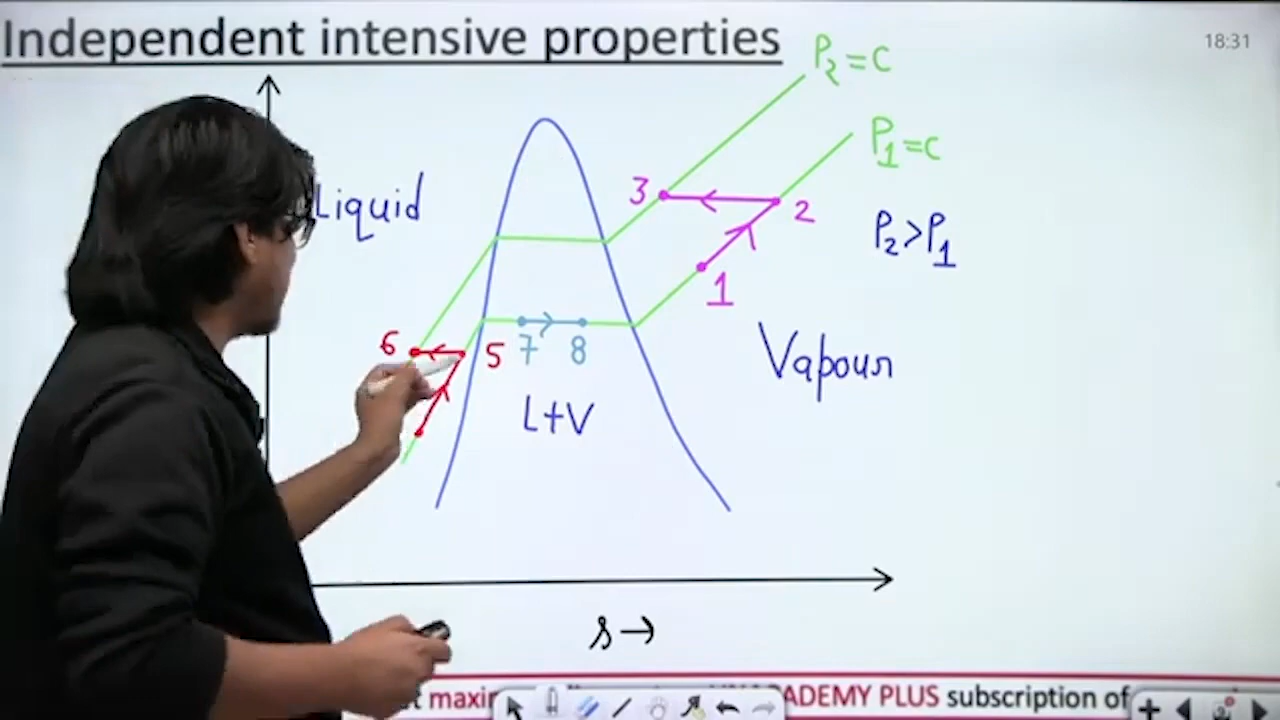 Independent intensive properties
18:31
P₂=C
P₁=C
Liquid
3
2
P₂>P₁
1
6
5
7
8
Vapour
L+V
s→
UNACADEMY PLUS subscription of